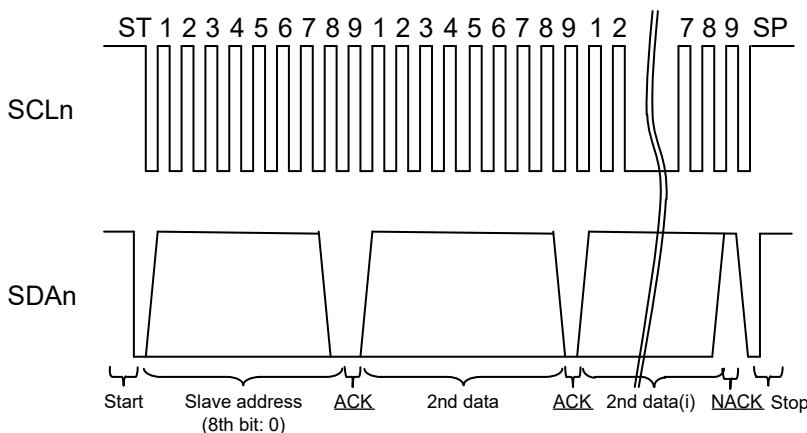 ST 1 2 3 4 5 6 7 8 9 1 2 3 4 5 6 7 8 9 1 2 7 8 9 SP
SCLn
SDAn
Start Slave address ACK 2nd data ACK 2nd data(i) NACK Stop
(8th bit: 0)